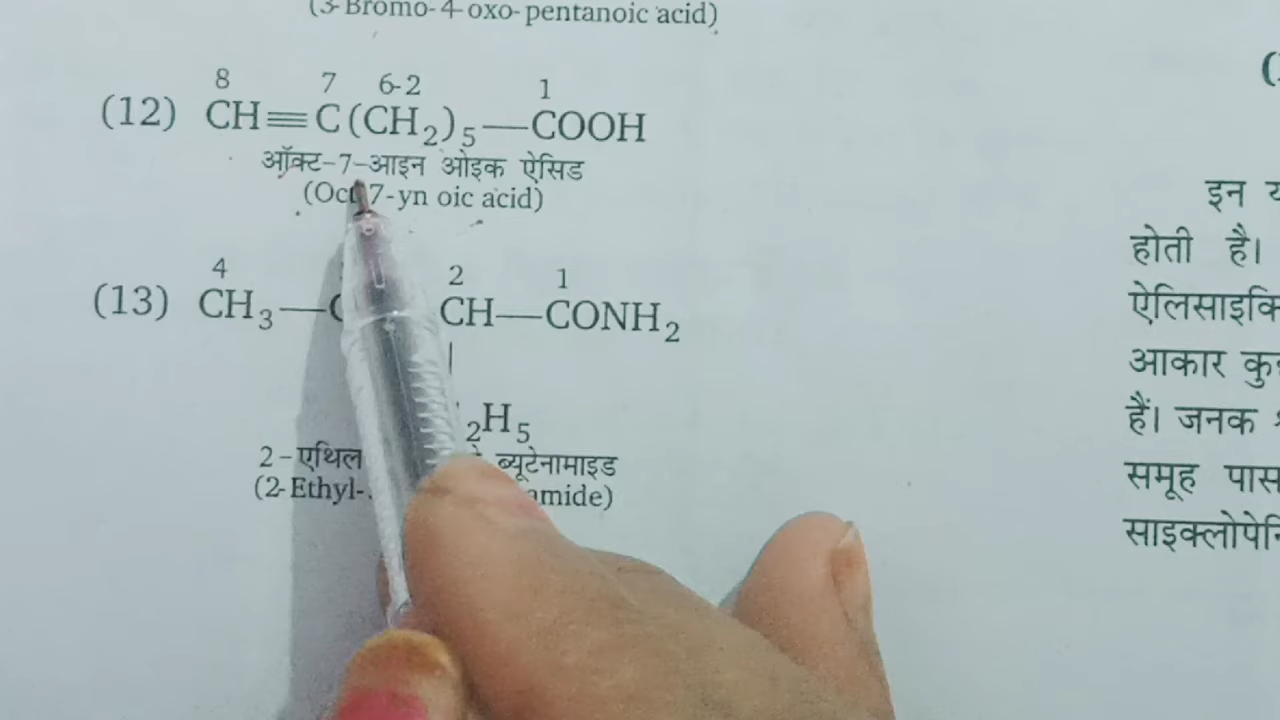 (3-Bromo-4-oxo-pentanoic acid)
8 7 6-2 1
(12) CH≡C(CH₂)₅—COOH
ऑक्ट-7-आइन ओइक ऐसिड
(Oct 7-yn oic acid)
4 2 1
(13) CH₃—C CH—CONH₂
|
₂H₅
2-एथिल ब्यूटेनामाइड
(2-Ethyl- amide)
इन
होती है।
ऐलिसाइक्लि
आकार कुछ
हैं। जनक
समूह पास
साइक्लोपे